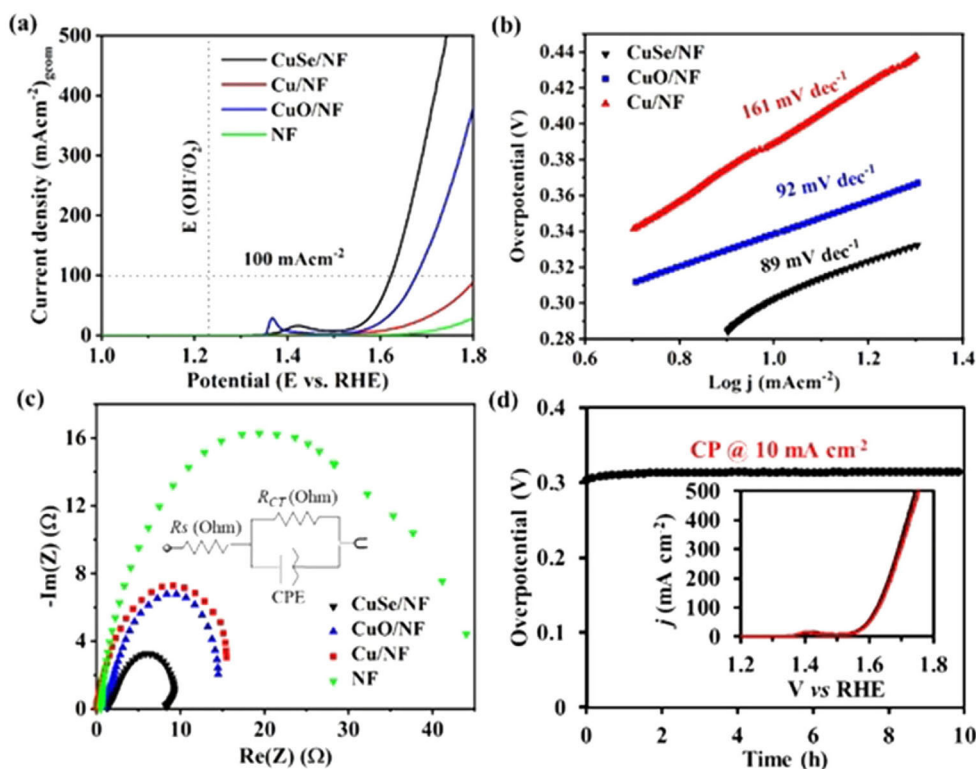 (a)
500
400
300
200
100
0
Current density (mAcm⁻²)geom
CuSe/NF
Cu/NF
CuO/NF
NF
E (OH⁻/O₂)
100 mAcm⁻²
1.0 1.2 1.4 1.6 1.8
Potential (E vs. RHE)
(b)
0.44
0.42
0.40
0.38
0.36
0.34
0.32
0.30
0.28
Overpotential (V)
CuSe/NF
CuO/NF
Cu/NF
161 mV dec⁻¹
92 mV dec⁻¹
89 mV dec⁻¹
0.6 0.8 1.0 1.2 1.4
Log j (mAcm⁻²)
(c)
16
12
8
4
0
-Im(Z) (Ω)
RCT (Ohm)
Rs (Ohm)
CPE
CuSe/NF
CuO/NF
Cu/NF
NF
0 10 20 30 40
Re(Z) (Ω)
(d)
0.4
0.3
0.2
0.1
0
Overpotential (V)
CP @ 10 mA cm⁻²
500
400
300
200
100
0
j (mA cm⁻²)
1.2 1.4 1.6 1.8
V vs RHE
0 2 4 6 8 10
Time (h)